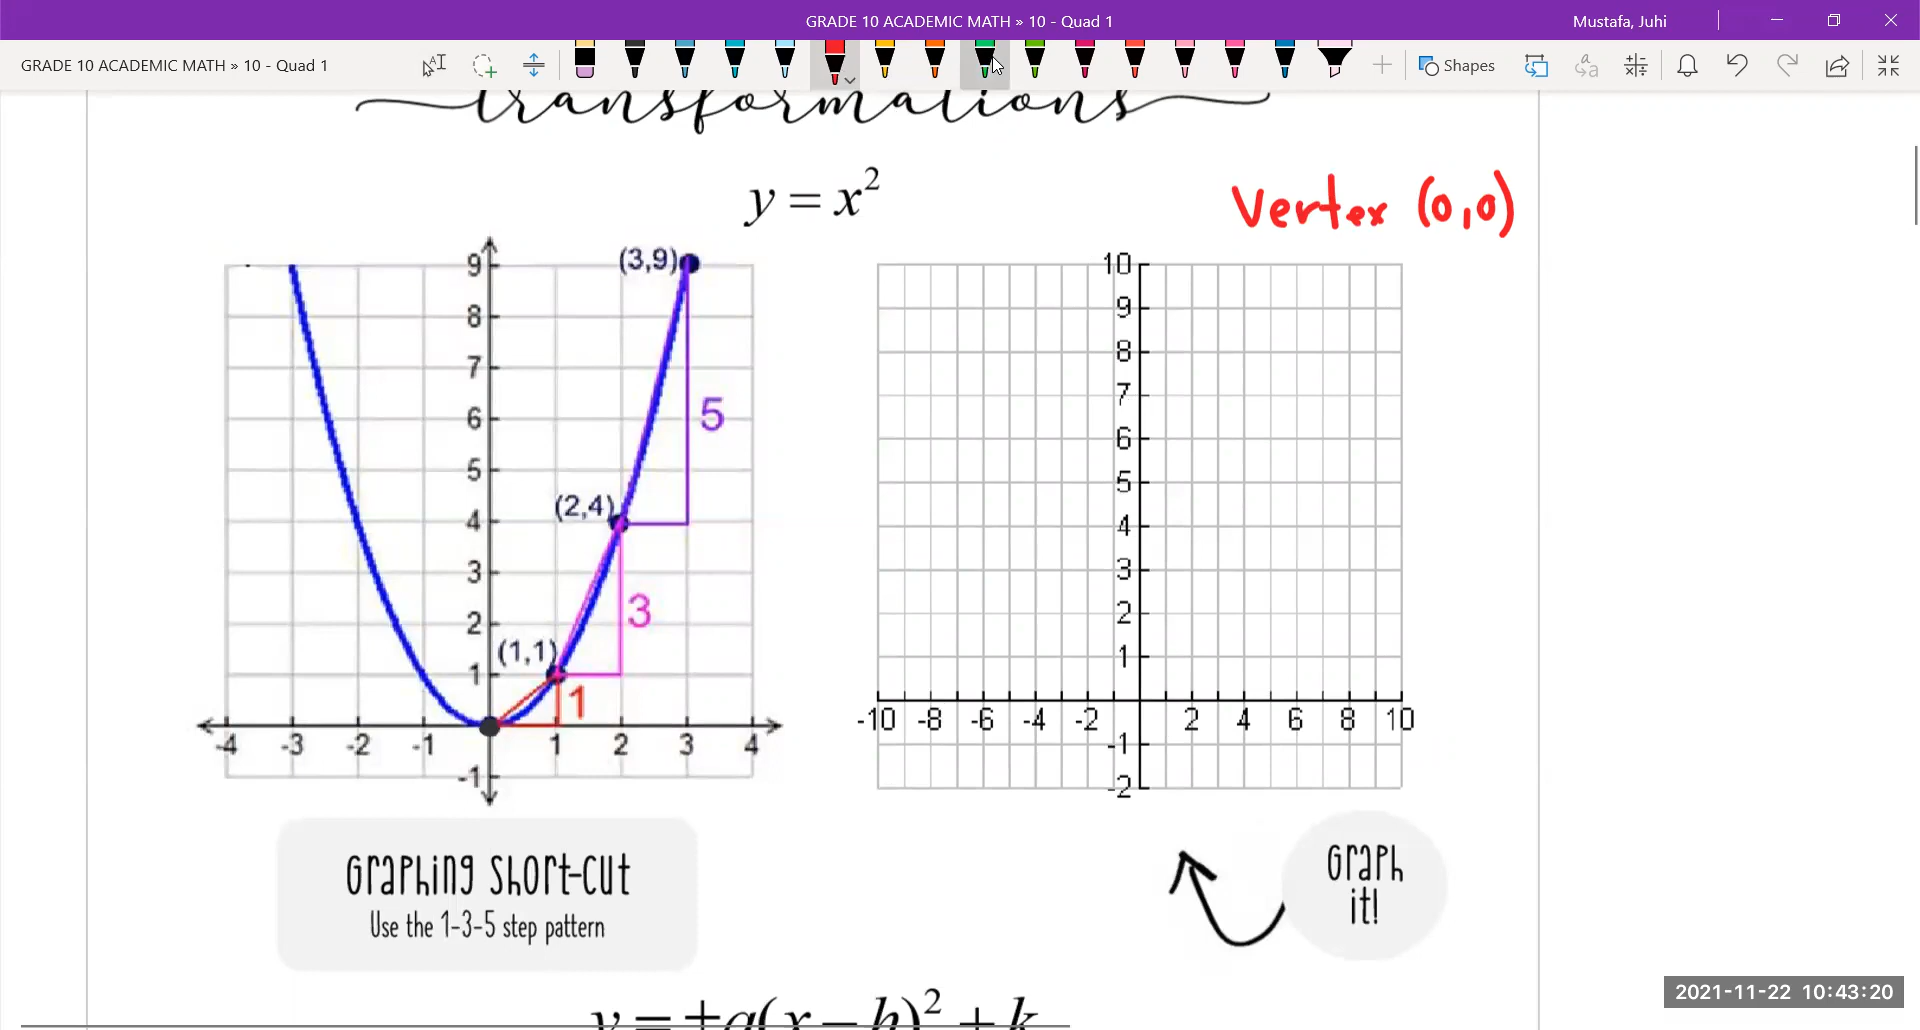 GRADE 10 ACADEMIC MATH » 10 - Quad 1
Mustafa, Juhi
GRADE 10 ACADEMIC MATH » 10 - Quad 1
Shapes
transformations
y = x²
Vertex (0,0)
9
8
7
6
5
4
3
2
1
-1
-4 -3 -2 -1 1 2 3 4
(3,9)
5
(2,4)
3
(1,1)
1
10
9
8
7
6
5
4
3
2
1
-10 -8 -6 -4 -2 2 4 6 8 10
-1
-2
Graphing Short-cut
Use the 1-3-5 step pattern
Graph
it!
y = ±a(x − h)² + k
2021-11-22 10:43:20